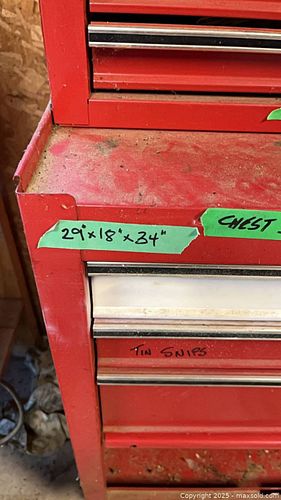 CHEST
29"x18"x34"
TIN SNIPS
Copyright © 2025 - maxsold.com